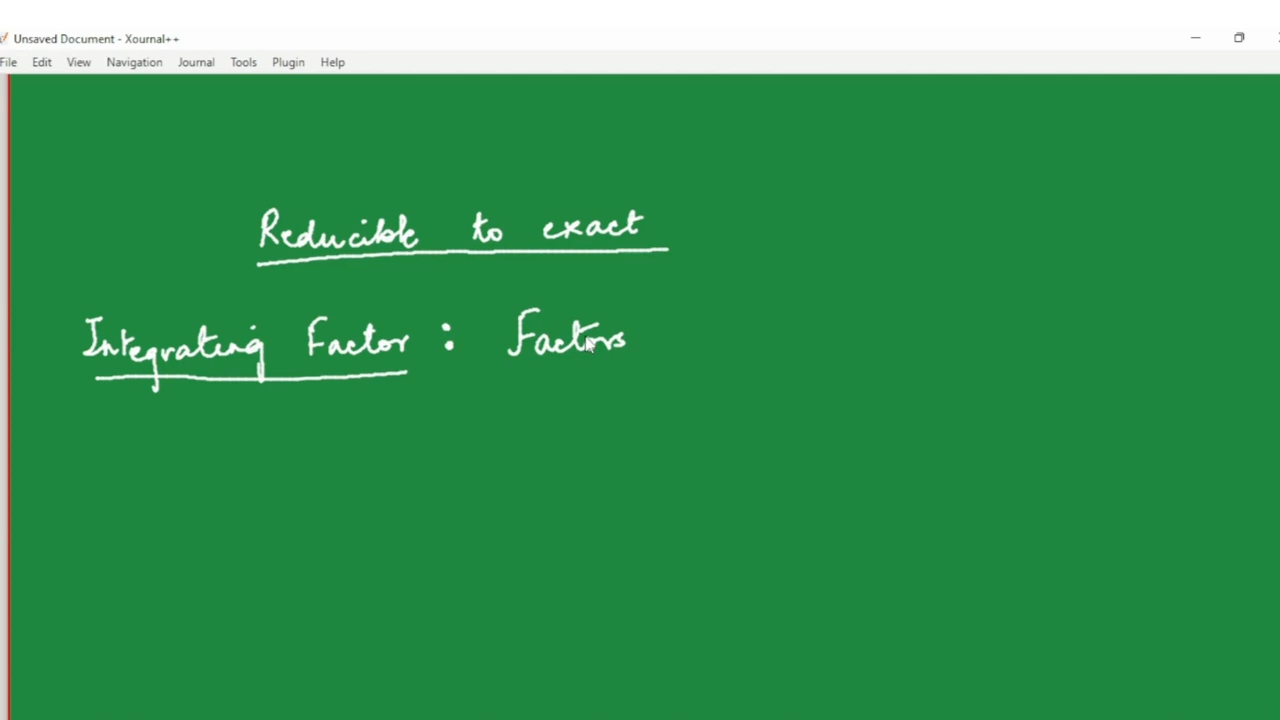 Unsaved Document - Xournal++
File Edit View Navigation Journal Tools Plugin Help
Reducible to exact
Integrating Factor : Factors